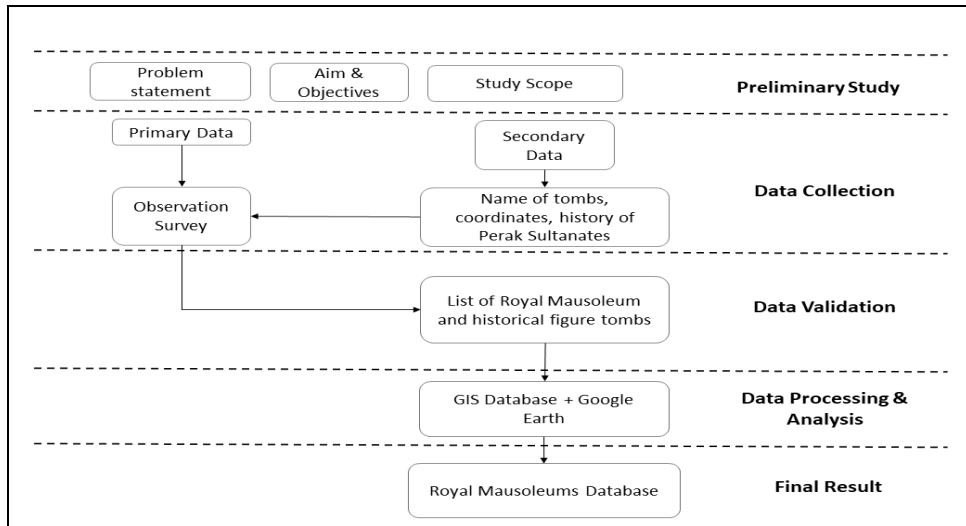 Problem
statement
Aim &
Objectives
Study Scope
Preliminary Study
Primary Data
Secondary
Data
Observation
Survey
Name of tombs,
coordinates, history of
Perak Sultanates
Data Collection
List of Royal Mausoleum
and historical figure tombs
Data Validation
GIS Database + Google
Earth
Data Processing &
Analysis
Royal Mausoleums Database
Final Result